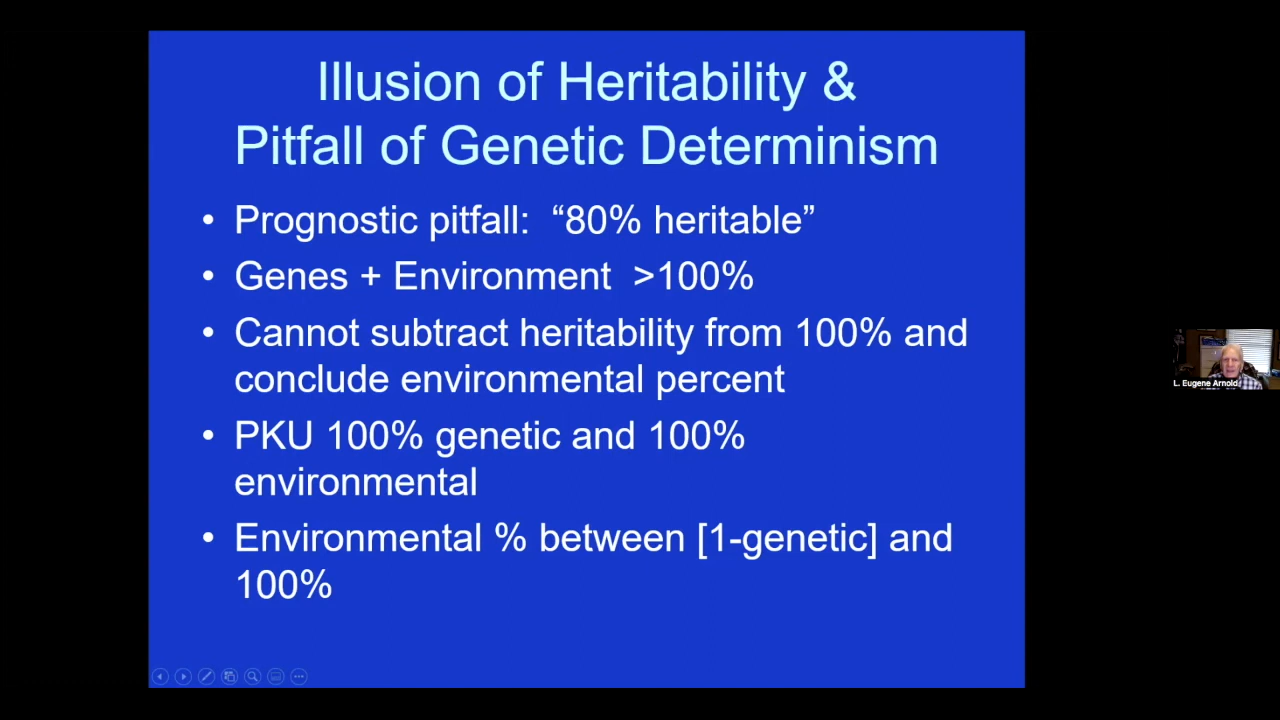 Illusion of Heritability &
Pitfall of Genetic Determinism
• Prognostic pitfall:  “80% heritable”
• Genes + Environment  >100%
• Cannot subtract heritability from 100% and
conclude environmental percent
• PKU 100% genetic and 100%
environmental
• Environmental % between [1-genetic] and
100%
L. Eugene Arnold